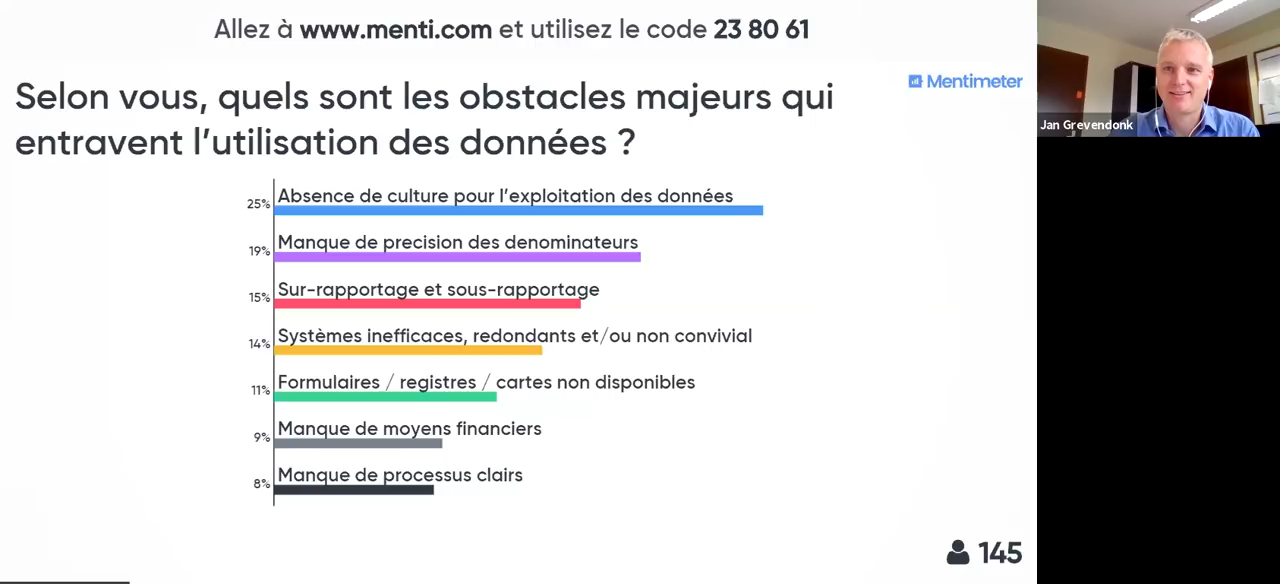 Allez à www.menti.com et utilisez le code 23 80 61
Mentimeter
Selon vous, quels sont les obstacles majeurs qui
entravent l’utilisation des données ?
25% Absence de culture pour l’exploitation des données
19% Manque de precision des denominateurs
15% Sur-rapportage et sous-rapportage
14% Systèmes inefficaces, redondants et/ou non convivial
11% Formulaires / registres / cartes non disponibles
9% Manque de moyens financiers
8% Manque de processus clairs
145
Jan Grevendonk